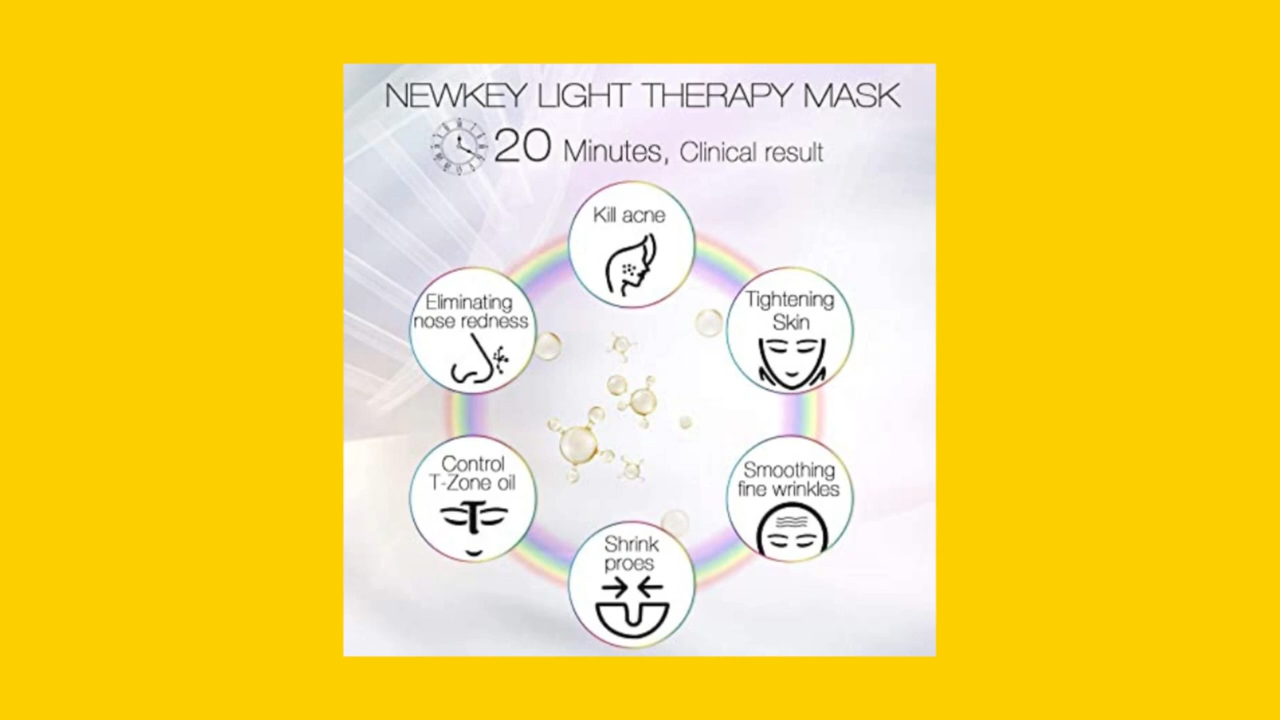 NEWKEY LIGHT THERAPY MASK
20 Minutes, Clinical result
Kill acne
Eliminating
nose redness
Tightening
Skin
Control
T-Zone oil
Smoothing
fine wrinkles
Shrink
proes